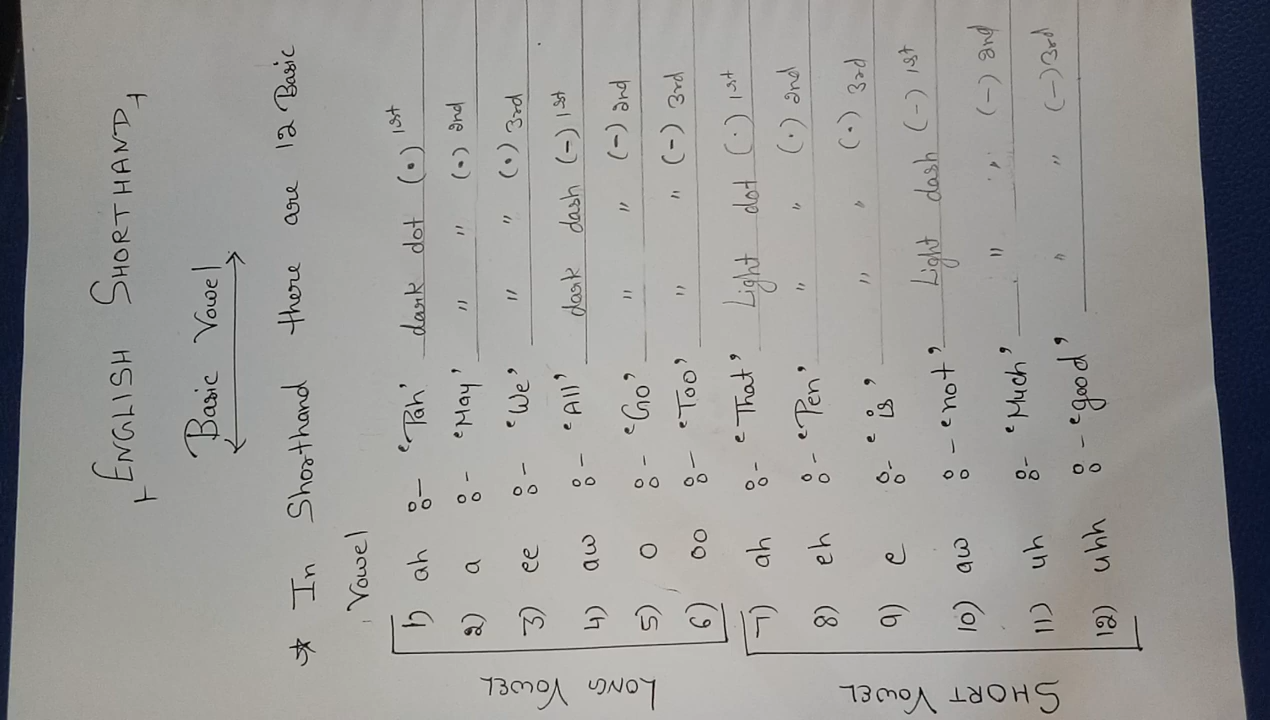 ENGLISH SHORTHAND
Basic Vowel
* In Shorthand there are 12 Basic
Vowel
LONG VOWEL
1) ah :- 'Pah' dark dot (•) 1st
2) a :- 'May' " " (•) 2nd
3) ee :- 'We' " " (•) 3rd
4) aw :- 'All' dark dash (-) 1st
5) o :- 'Go' " " (-) 2nd
6) oo :- 'Too' " " (-) 3rd
SHORT VOWEL
7) ah :- 'That' Light dot (·) 1st
8) eh :- 'Pen' " " (·) 2nd
9) e :- 'is' " " (·) 3rd
10) aw :- 'not' Light dash (-) 1st
11) uh :- 'Much' " " (-) 2nd
12) uhh :- 'good' " " (-) 3rd